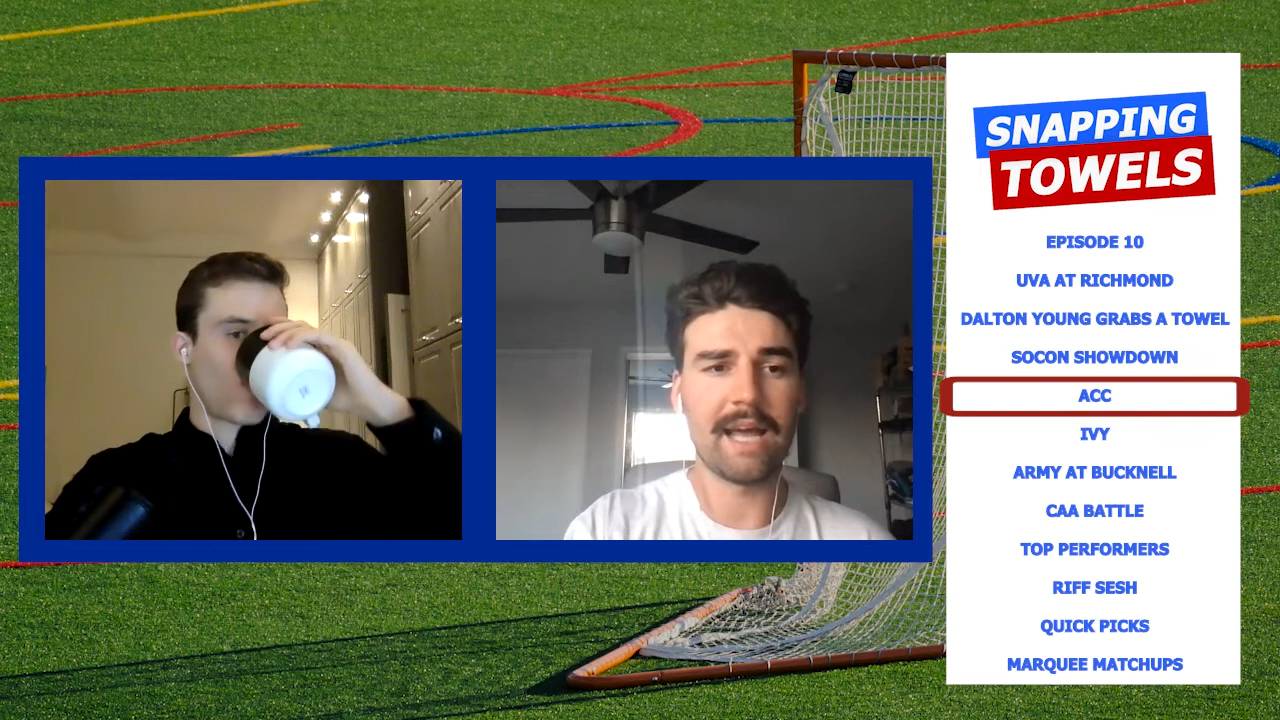 SNAPPING
TOWELS
EPISODE 10
UVA AT RICHMOND
DALTON YOUNG GRABS A TOWEL
SOCON SHOWDOWN
ACC
IVY
ARMY AT BUCKNELL
CAA BATTLE
TOP PERFORMERS
RIFF SESH
QUICK PICKS
MARQUEE MATCHUPS